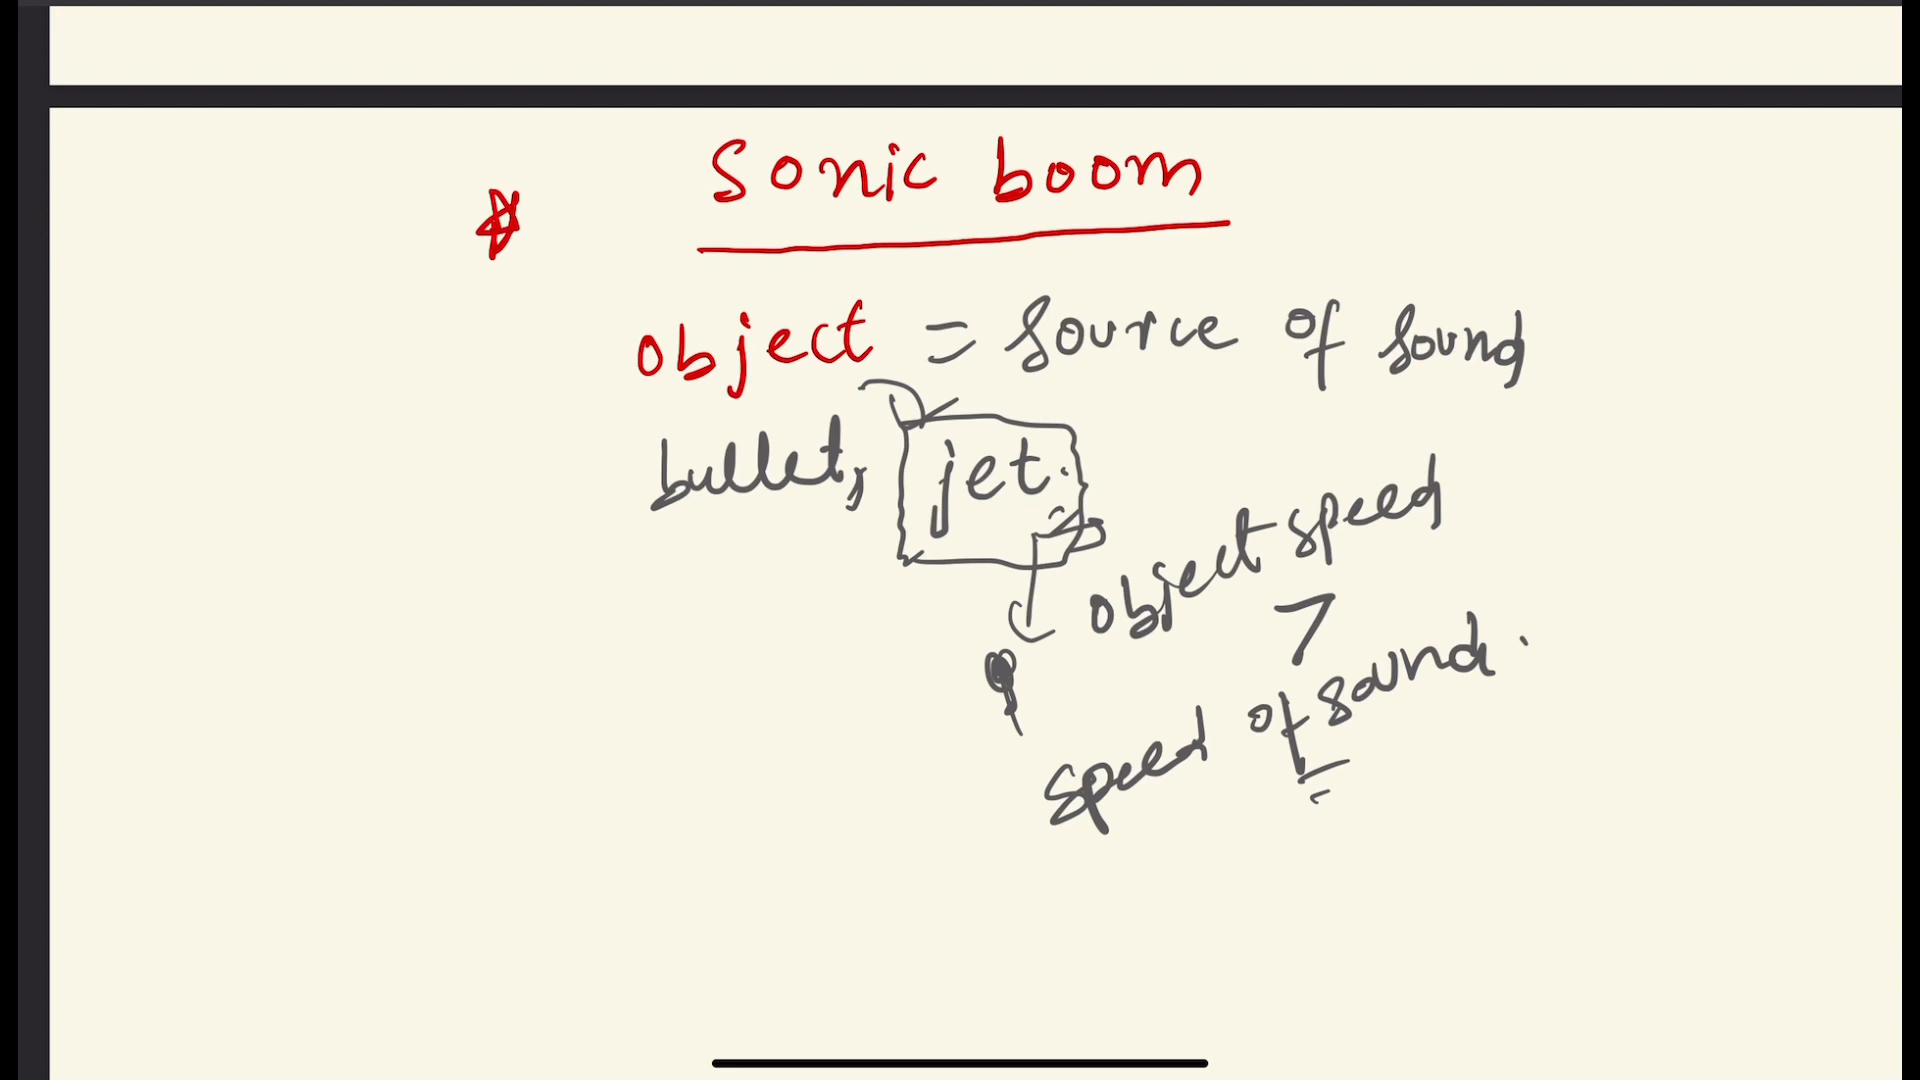 Sonic boom
object = source of sound
bullet, jet.
object speed
>
speed of sound.